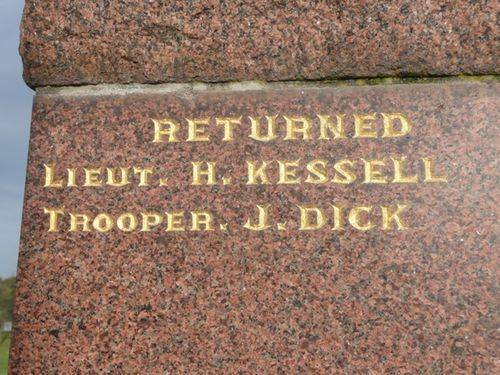 RETURNED
LIEUT. H. KESSELL
TROOPER. J. DICK